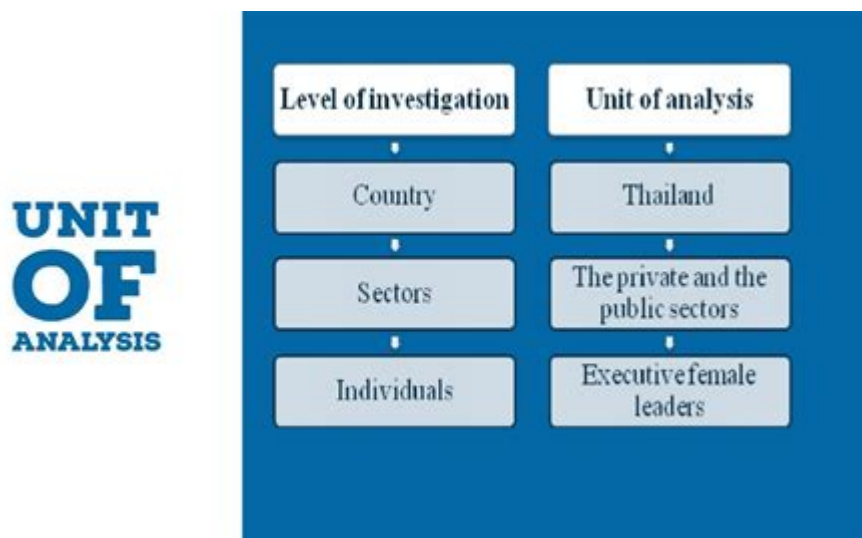 UNIT
OF
ANALYSIS
Level of investigation
Country
Sectors
Individuals
Unit of analysis
Thailand
The private and the
public sectors
Executive female
leaders